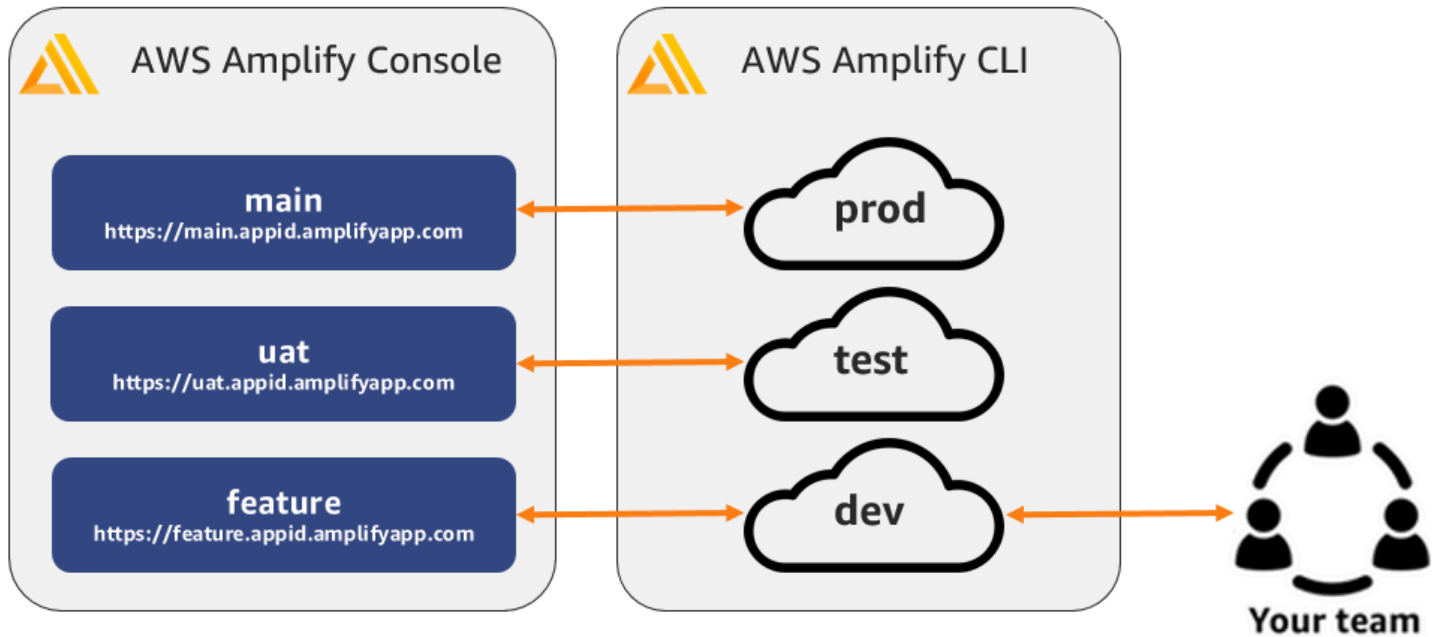 AWS Amplify Console
main
https://main.appid.amplifyapp.com
uat
https://uat.appid.amplifyapp.com
feature
https://feature.appid.amplifyapp.com
AWS Amplify CLI
prod
test
dev
Your team